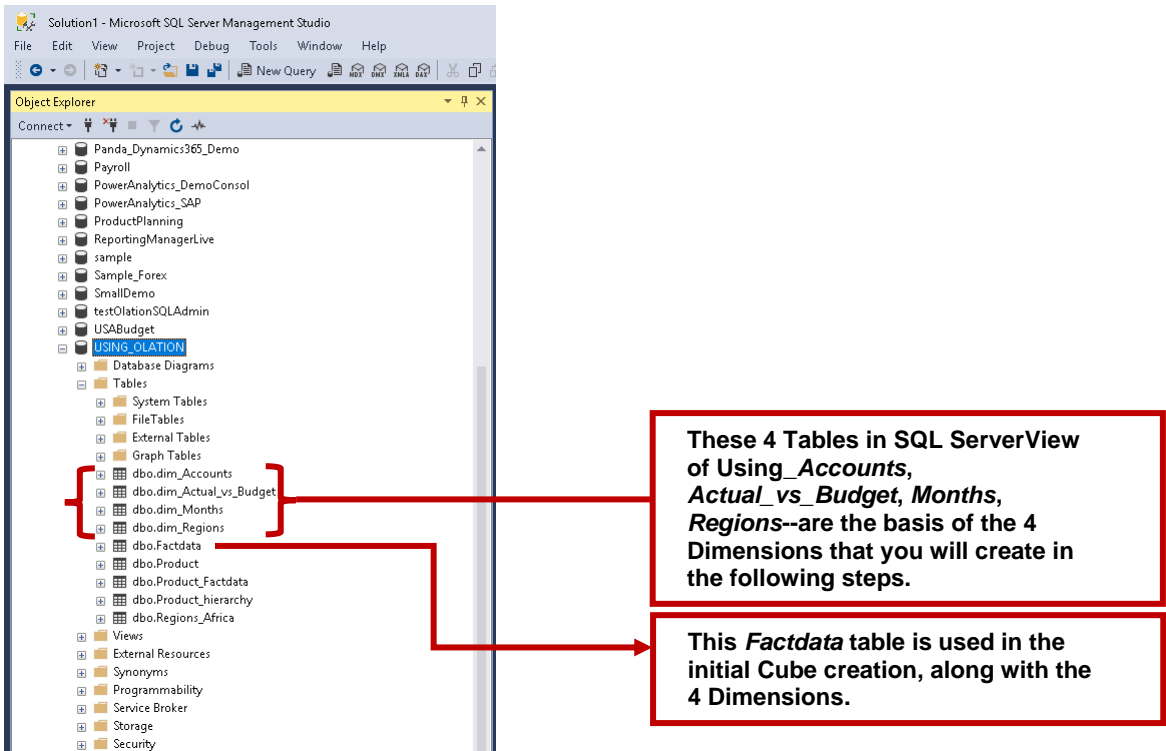 Solution1 - Microsoft SQL Server Management Studio
File Edit View Project Debug Tools Window Help
New Query MDX DMX XMLA DAX
Object Explorer
Connect
Panda_Dynamics365_Demo
Payroll
PowerAnalytics_DemoConsol
PowerAnalytics_SAP
ProductPlanning
ReportingManagerLive
sample
Sample_Forex
SmallDemo
testOlationSQLAdmin
USABudget
USING_OLATION
Database Diagrams
Tables
System Tables
FileTables
External Tables
Graph Tables
dbo.dim_Accounts
dbo.dim_Actual_vs_Budget
dbo.dim_Months
dbo.dim_Regions
dbo.Factdata
dbo.Product
dbo.Product_Factdata
dbo.Product_hierarchy
dbo.Regions_Africa
Views
External Resources
Synonyms
Programmability
Service Broker
Storage
Security
These 4 Tables in SQL ServerView
of Using_Accounts,
Actual_vs_Budget, Months,
Regions--are the basis of the 4
Dimensions that you will create in
the following steps.
This Factdata table is used in the
initial Cube creation, along with the
4 Dimensions.